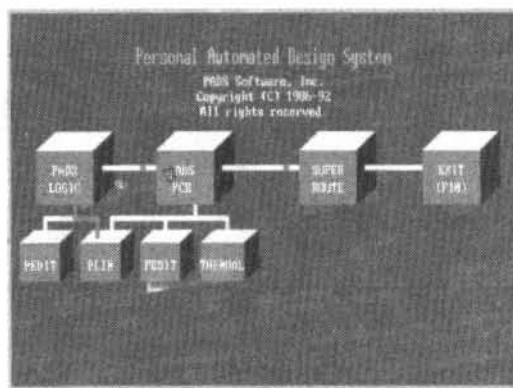 Personal Automated Design System
PADS Software, Inc.
Copyright (C) 1986-92
All rights reserved
PADS
LOGIC
PCB
SUPER
ROUTE
EXIT
(F10)
PEDIT
THERMAL